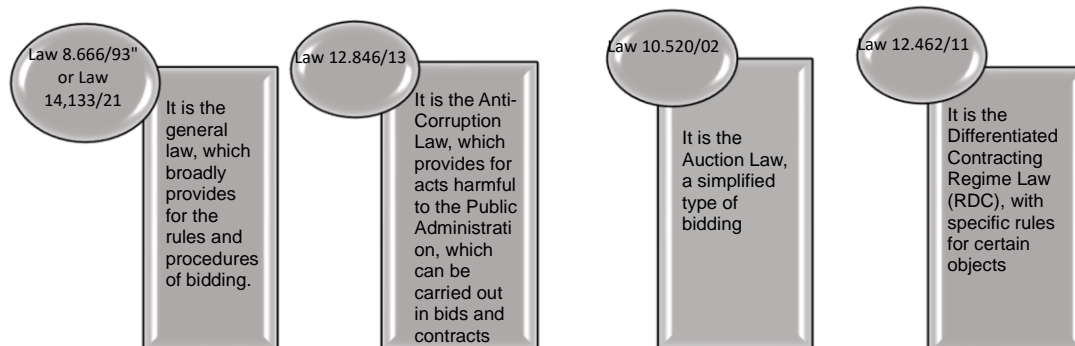 Law 8.666/93"
or Law
14,133/21
It is the
general
law, which
broadly
provides
for the
rules and
procedures
of bidding.
Law 12.846/13
It is the Anti-
Corruption
Law, which
provides for
acts harmful
to the Public
Administrati
on, which
can be
carried out
in bids and
contracts
Law 10.520/02
It is the
Auction Law,
a simplified
type of
bidding
Law 12.462/11
It is the
Differentiated
Contracting
Regime Law
(RDC), with
specific rules
for certain
objects